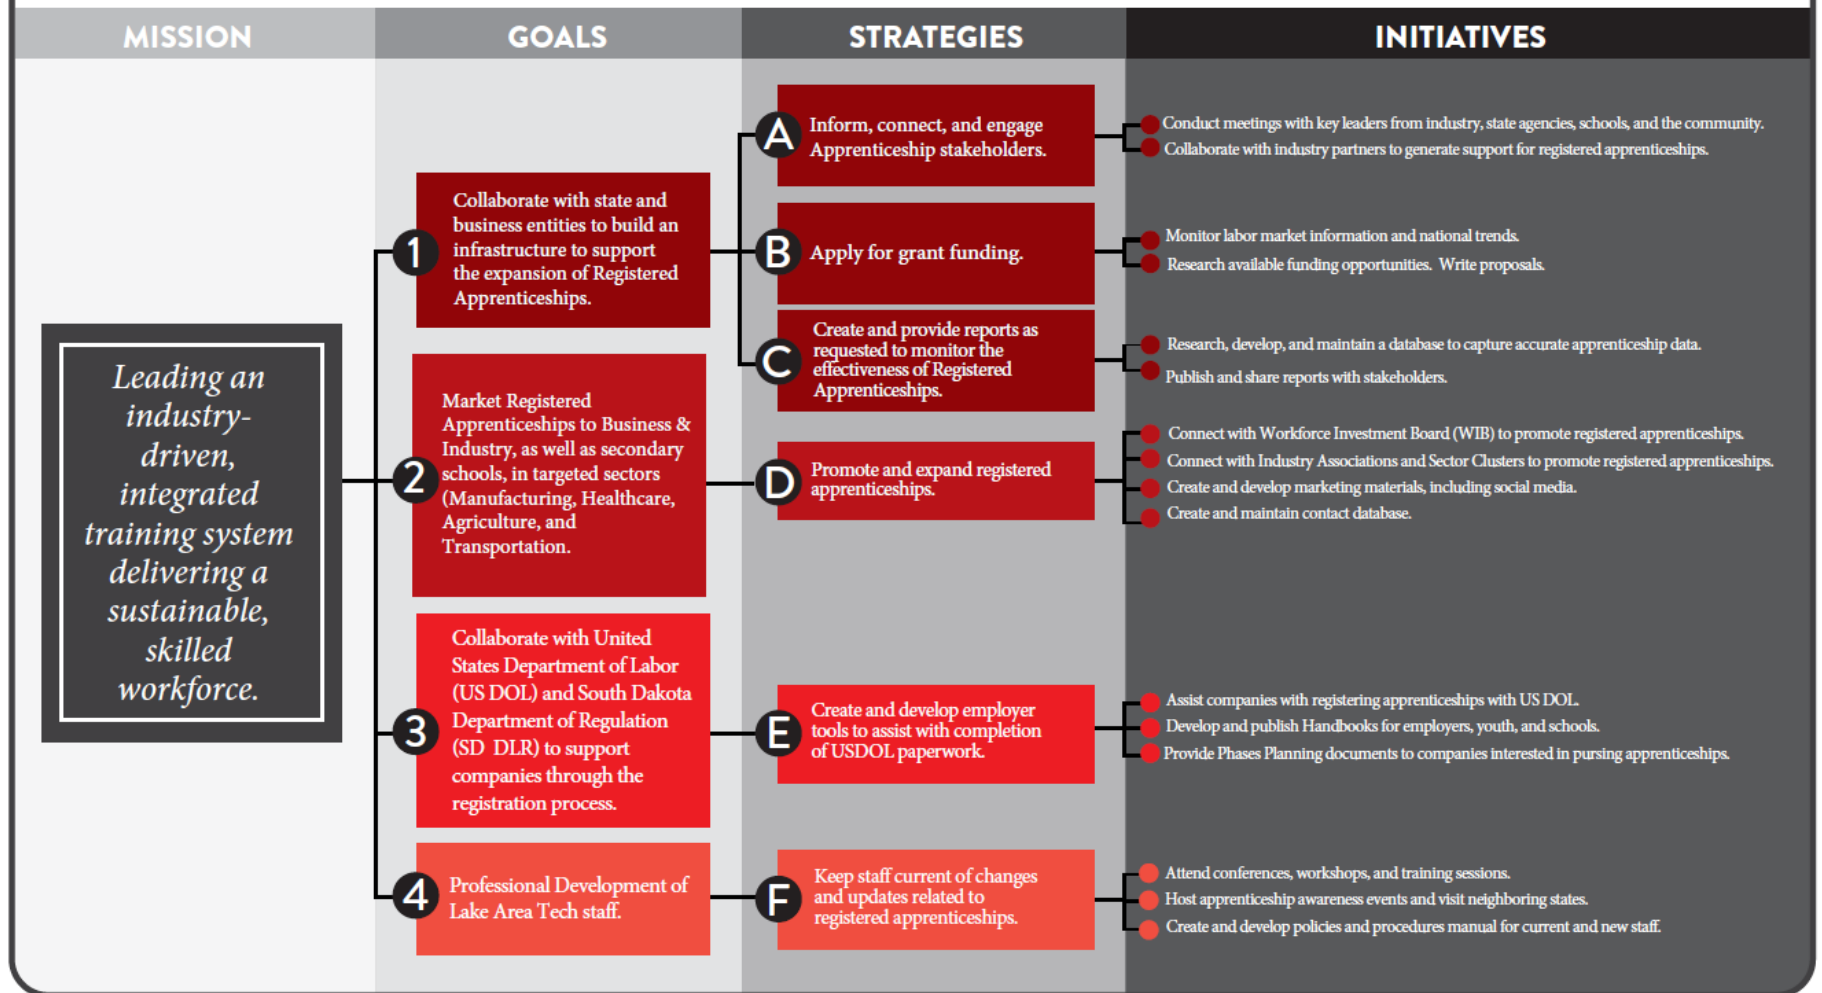 MISSION
GOALS
STRATEGIES
INITIATIVES
Leading an
industry-
driven,
integrated
training system
delivering a
sustainable,
skilled
workforce.
1
Collaborate with state and
business entities to build an
infrastructure to support
the expansion of Registered
Apprenticeships.
A
Inform, connect, and engage
Apprenticeship stakeholders.
Conduct meetings with key leaders from industry, state agencies, schools, and the community.
Collaborate with industry partners to generate support for registered apprenticeships.
B
Apply for grant funding.
Monitor labor market information and national trends.
Research available funding opportunities. Write proposals.
C
Create and provide reports as
requested to monitor the
effectiveness of Registered
Apprenticeships.
Research, develop, and maintain a database to capture accurate apprenticeship data.
Publish and share reports with stakeholders.
2
Market Registered
Apprenticeships to Business &
Industry, as well as secondary
schools, in targeted sectors
(Manufacturing, Healthcare,
Agriculture, and
Transportation.
D
Promote and expand registered
apprenticeships.
Connect with Workforce Investment Board (WIB) to promote registered apprenticeships.
Connect with Industry Associations and Sector Clusters to promote registered apprenticeships.
Create and develop marketing materials, including social media.
Create and maintain contact database.
3
Collaborate with United
States Department of Labor
(US DOL) and South Dakota
Department of Regulation
(SD DLR) to support
companies through the
registration process.
E
Create and develop employer
tools to assist with completion
of USDOL paperwork.
Assist companies with registering apprenticeships with US DOL.
Develop and publish Handbooks for employers, youth, and schools.
Provide Phases Planning documents to companies interested in pursing apprenticeships.
4
Professional Development of
Lake Area Tech staff.
F
Keep staff current of changes
and updates related to
registered apprenticeships.
Attend conferences, workshops, and training sessions.
Host apprenticeship awareness events and visit neighboring states.
Create and develop policies and procedures manual for current and new staff.